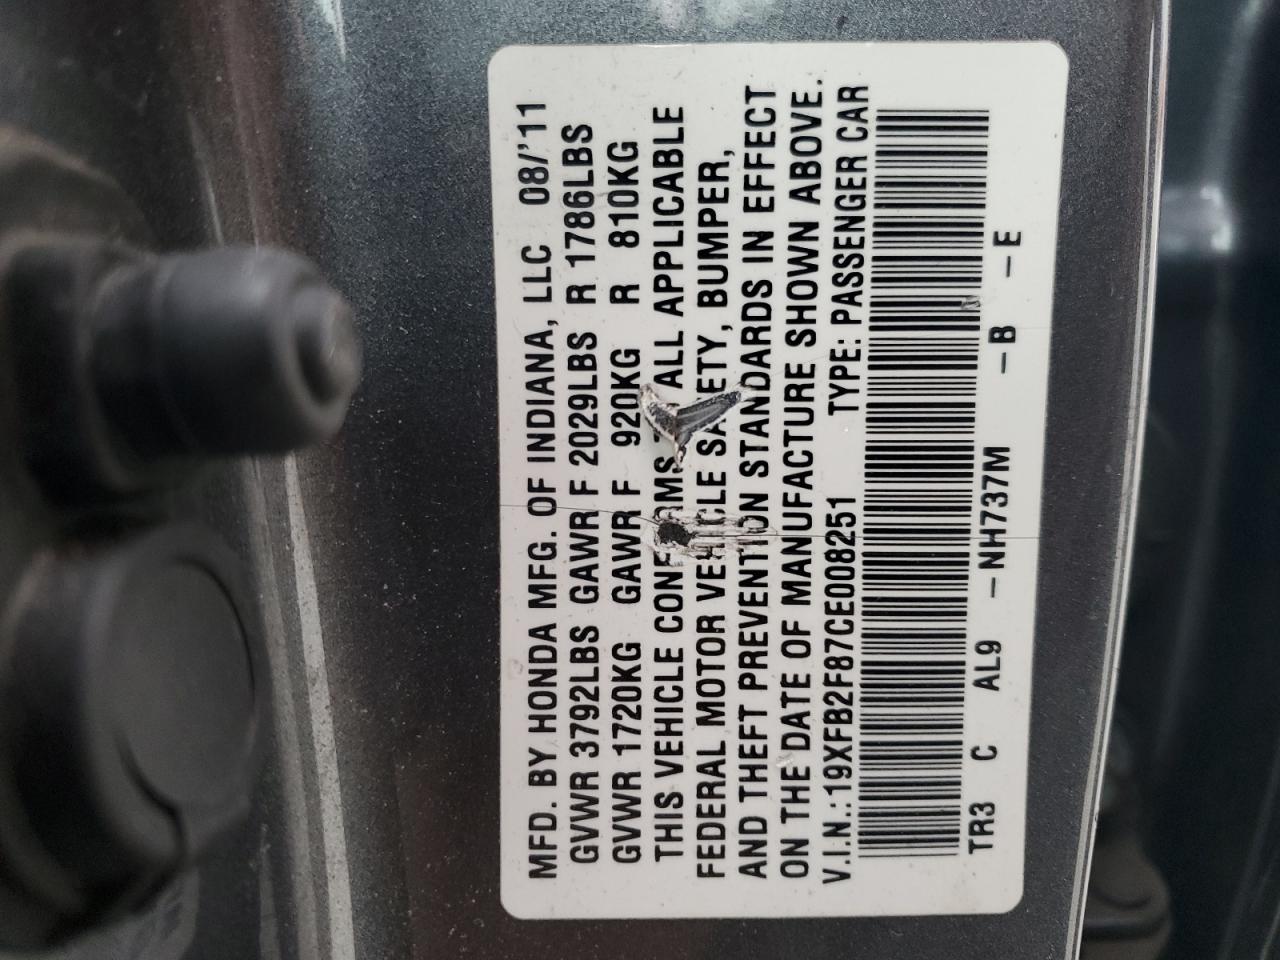 MFD. BY HONDA MFG. OF INDIANA, LLC 08/'11
GVWR 3792LBS GAWR F 2029LBS R 1786LBS
GVWR 1720KG GAWR F 920KG R 810KG
THIS VEHICLE CONFORMS ALL APPLICABLE
FEDERAL MOTOR VEHICLE SAFETY, BUMPER,
AND THEFT PREVENTION STANDARDS IN EFFECT
ON THE DATE OF MANUFACTURE SHOWN ABOVE.
V.I.N.:19XFB2F87CE008251 TYPE: PASSENGER CAR
TR3 C AL9 -NH737M -B -E